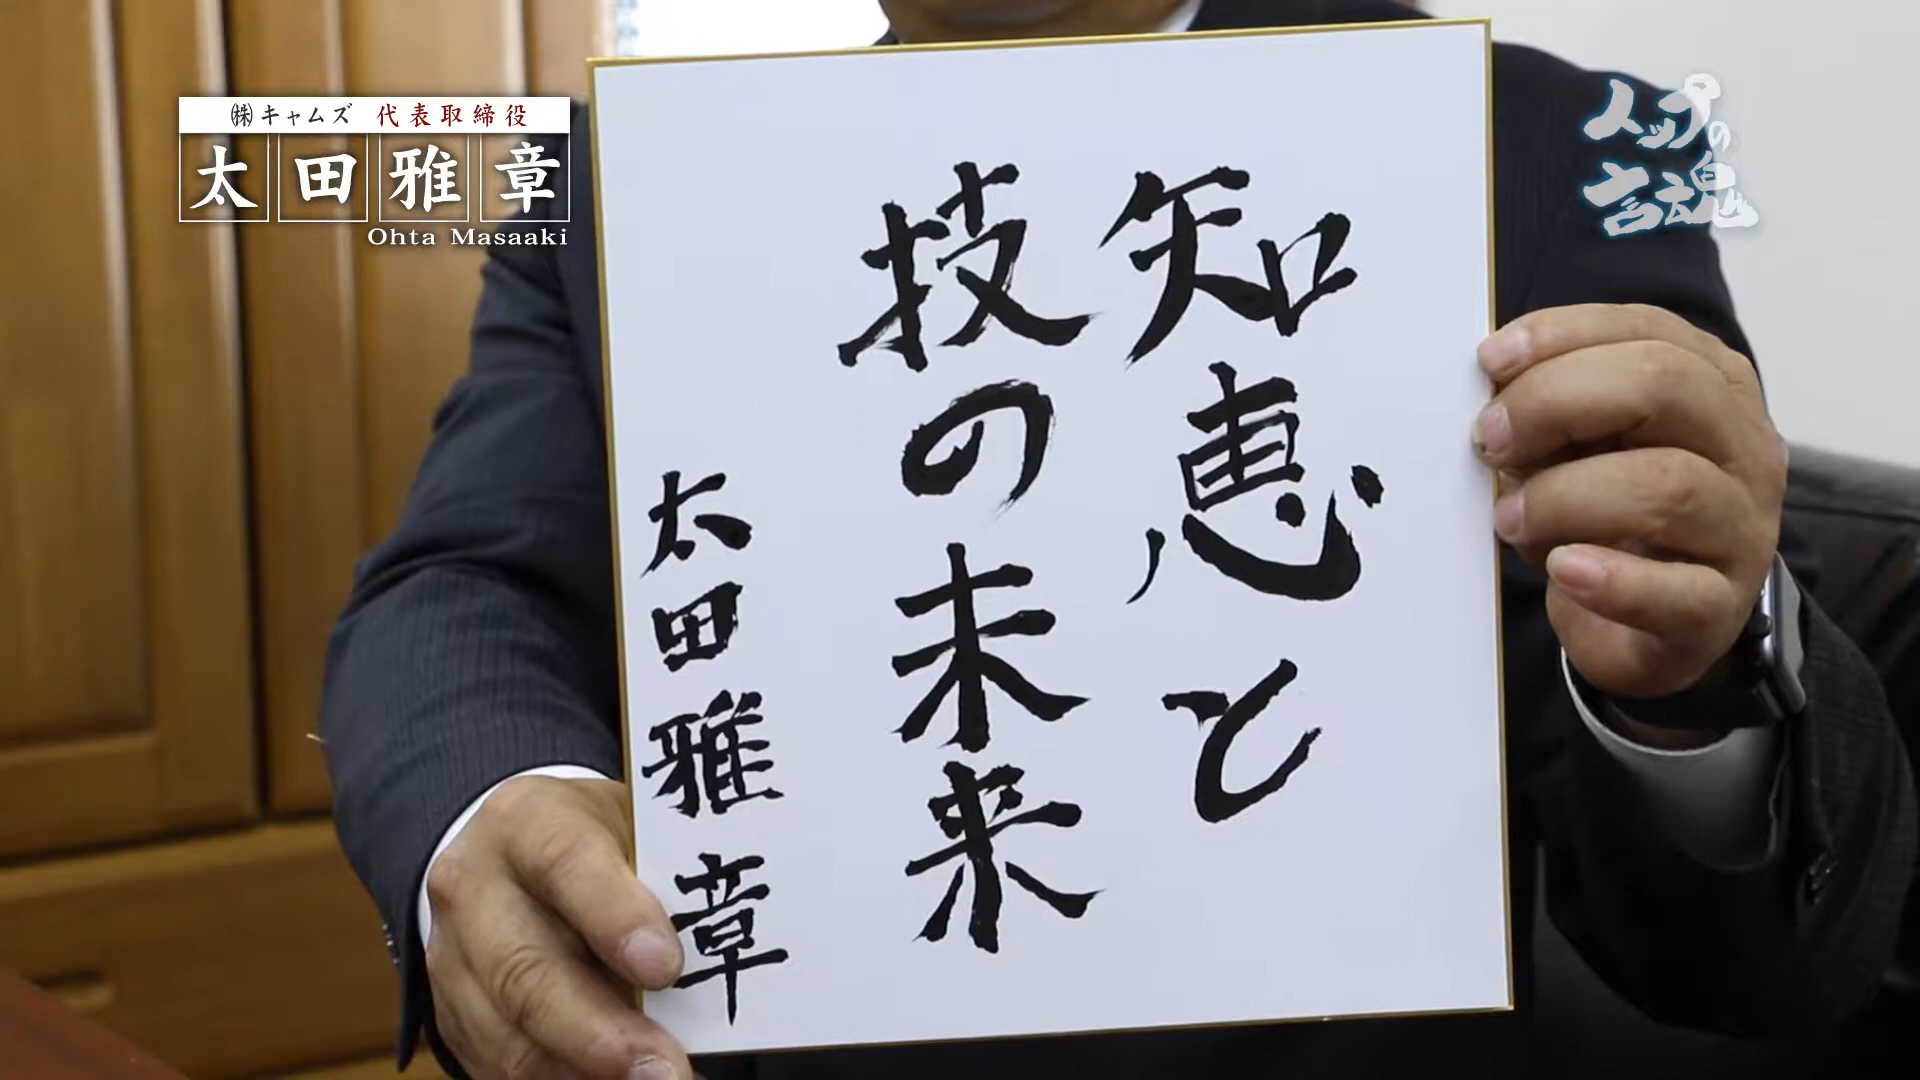 ㈱キャムズ 代表取締役
太田雅章
Ohta Masaaki
トップの
言魂
知恵と
技の未来
太田雅章